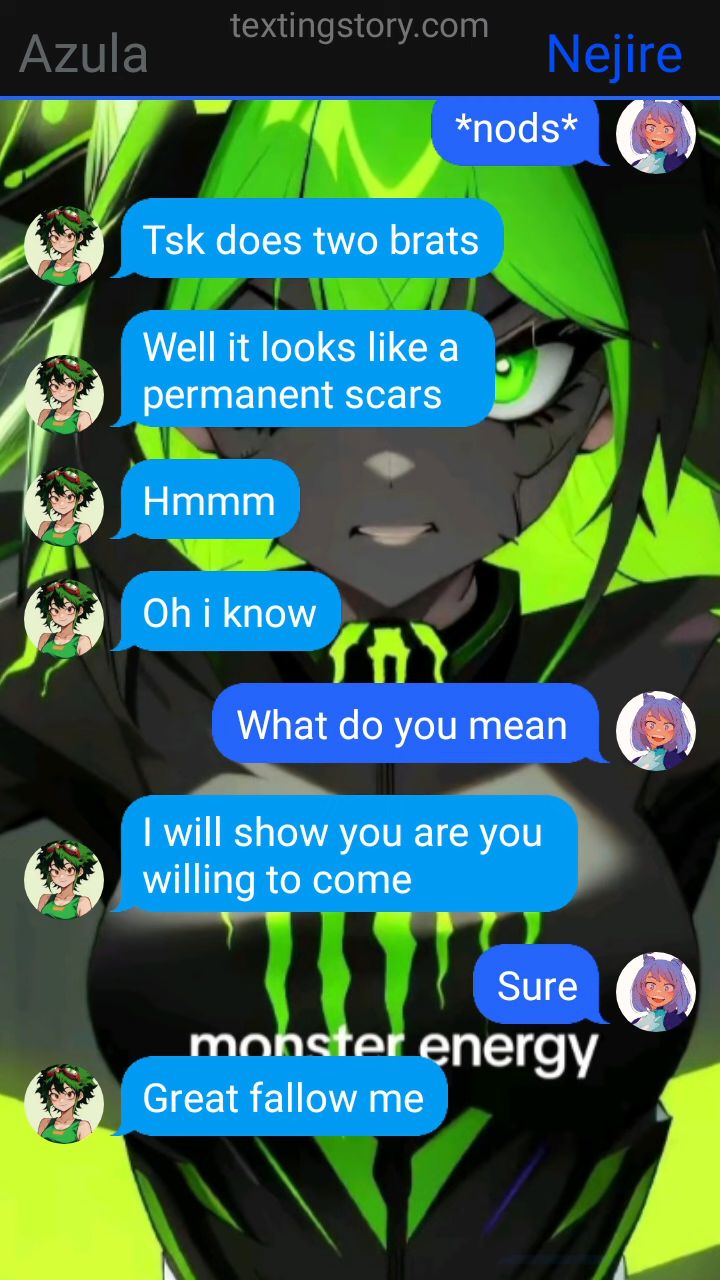 textingstory.com
Azula
Nejire
*nods*
Tsk does two brats
Well it looks like a
permanent scars
Hmmm
Oh i know
What do you mean
I will show you are you
willing to come
Sure
monster energy
Great fallow me